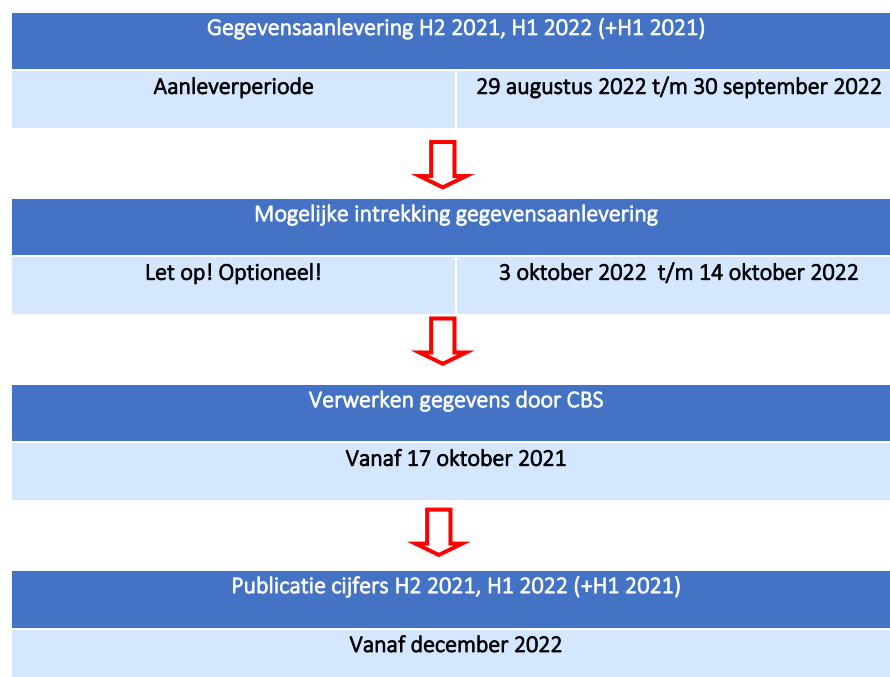 Gegevensaanlevering H2 2021, H1 2022 (+H1 2021)
Aanleverperiode
29 augustus 2022 t/m 30 september 2022
Mogelijke intrekking gegevensaanlevering
Let op! Optioneel!
3 oktober 2022  t/m 14 oktober 2022
Verwerken gegevens door CBS
Vanaf 17 oktober 2021
Publicatie cijfers H2 2021, H1 2022 (+H1 2021)
Vanaf december 2022